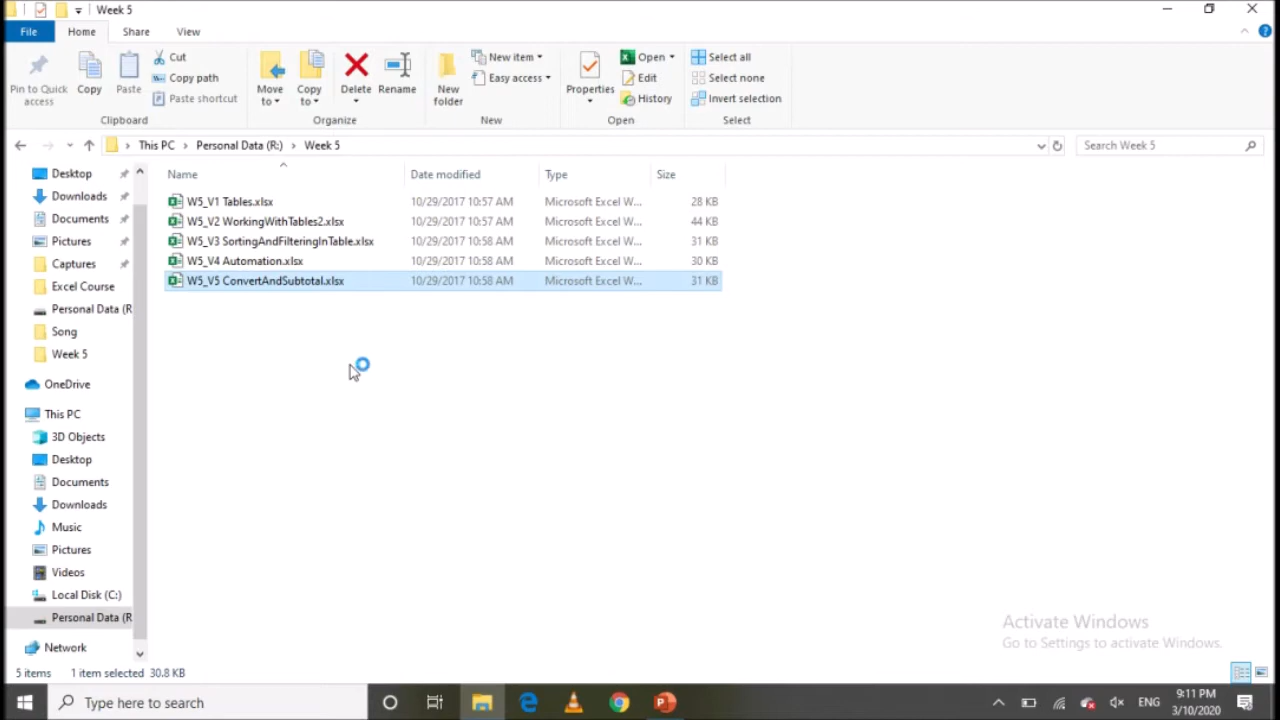 Week 5
File Home Share View
Pin to Quick access
Copy
Paste
Cut
Copy path
Paste shortcut
Move to
Copy to
Delete
Rename
New folder
New item
Easy access
Properties
Open
Edit
History
Select all
Select none
Invert selection
Clipboard Organize New Open Select
This PC Personal Data (R:) Week 5
Search Week 5
Name Date modified Type Size
W5_V1 Tables.xlsx 10/29/2017 10:57 AM Microsoft Excel W... 28 KB
W5_V2 WorkingWithTables2.xlsx 10/29/2017 10:57 AM Microsoft Excel W... 44 KB
W5_V3 SortingAndFilteringInTable.xlsx 10/29/2017 10:58 AM Microsoft Excel W... 31 KB
W5_V4 Automation.xlsx 10/29/2017 10:58 AM Microsoft Excel W... 30 KB
W5_V5 ConvertAndSubtotal.xlsx 10/29/2017 10:58 AM Microsoft Excel W... 31 KB
Desktop
Downloads
Documents
Pictures
Captures
Excel Course
Personal Data (R
Song
Week 5
OneDrive
This PC
3D Objects
Desktop
Documents
Downloads
Music
Pictures
Videos
Local Disk (C:)
Personal Data (R
Network
Activate Windows
Go to Settings to activate Windows.
5 items 1 item selected 30.8 KB
Type here to search
ENG
9:11 PM
3/10/2020